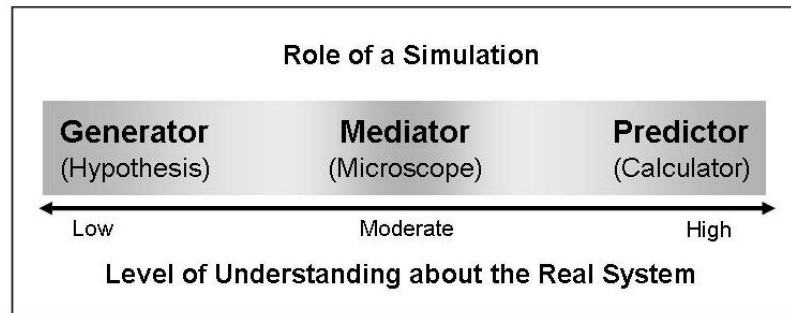 Role of a Simulation
Generator Mediator Predictor
(Hypothesis) (Microscope) (Calculator)
Low Moderate High
Level of Understanding about the Real System